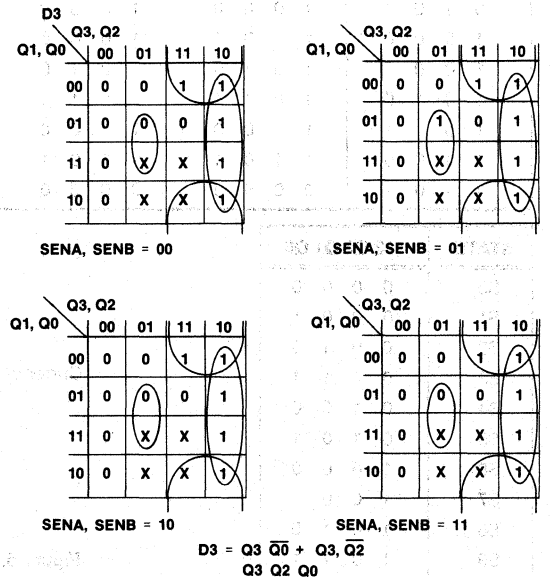 D3
Q3, Q2
Q1, Q0 00 01 11 10
00 0 0 1 1
01 0 0 0 1
11 0 X X 1
10 0 X X 1
SENA, SENB = 00
Q3, Q2
Q1, Q0 00 01 11 10
00 0 0 1 1
01 0 1 0 1
11 0 X X 1
10 0 X X 1
SENA, SENB = 01
Q3, Q2
Q1, Q0 00 01 11 10
00 0 0 1 1
01 0 0 0 1
11 0 X X 1
10 0 X X 1
SENA, SENB = 10
Q3, Q2
Q1, Q0 00 01 11 10
00 0 0 1 1
01 0 0 0 1
11 0 X X 1
10 0 X X 1
SENA, SENB = 11
D3 = Q3 Q̅0̅ + Q3, Q̅2̅
Q3 Q2 Q0